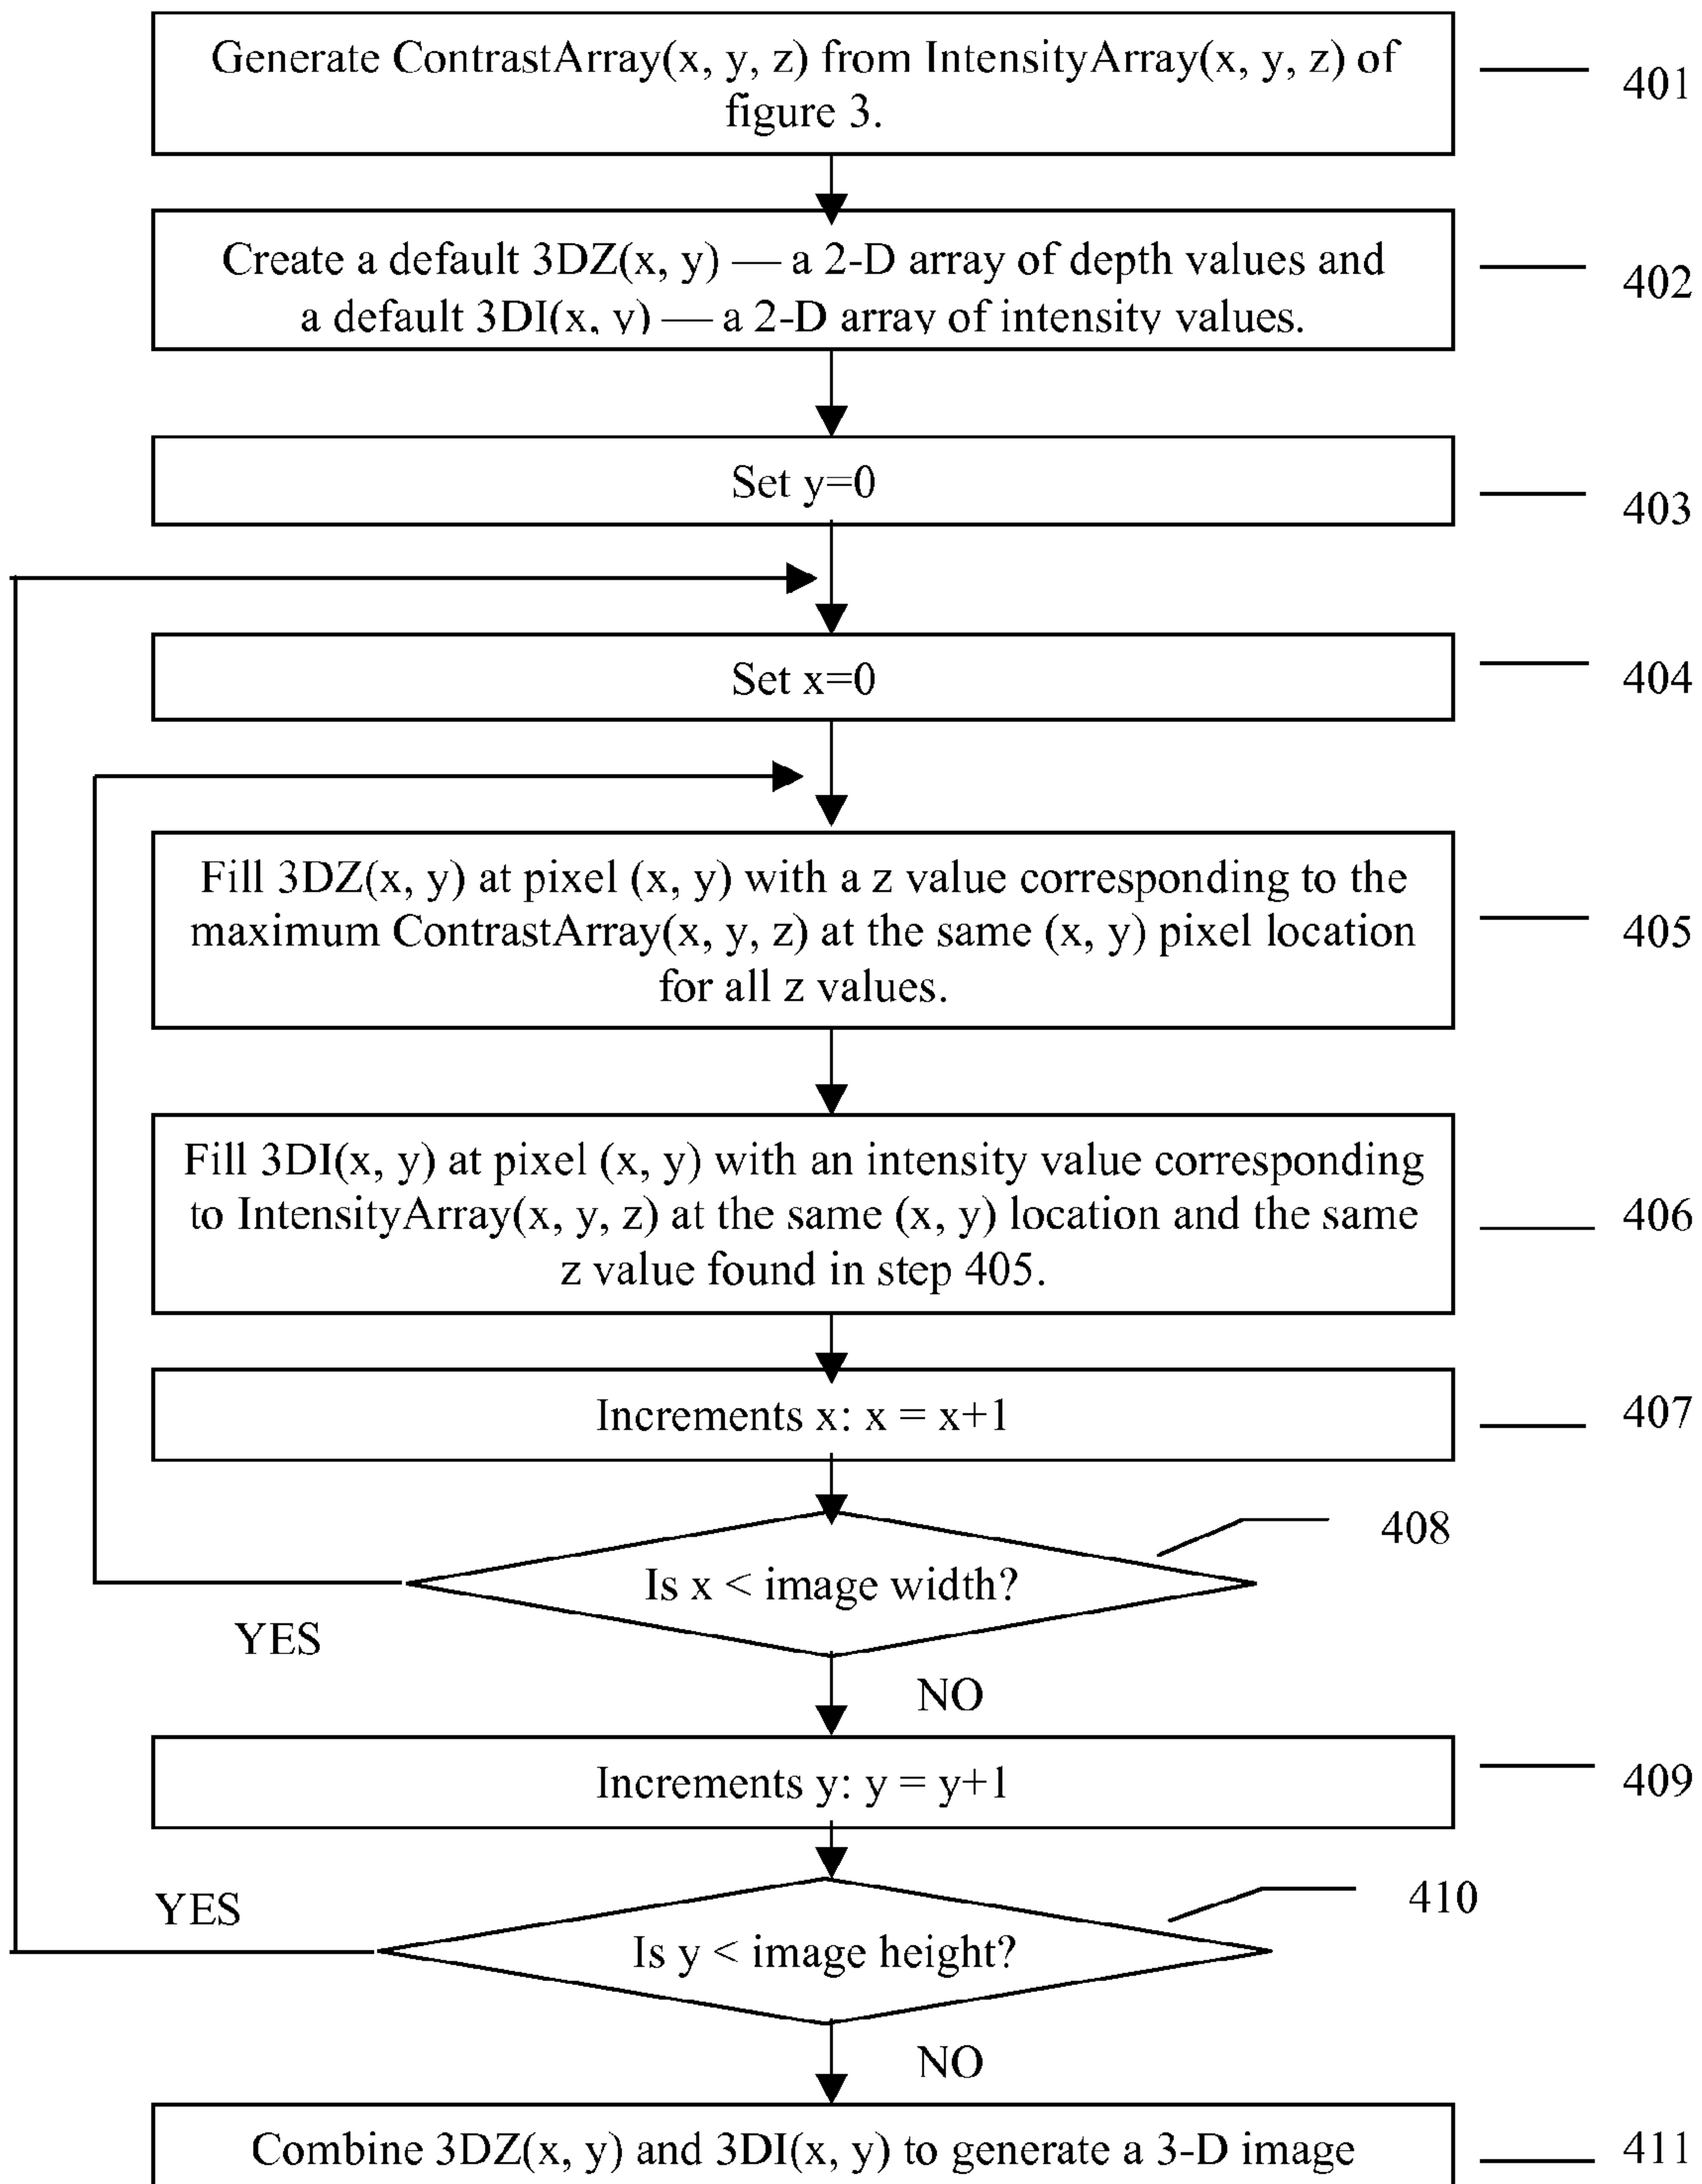 Generate ContrastArray(x, y, z) from IntensityArray(x, y, z) of
figure 3.
401
Create a default 3DZ(x, y) — a 2-D array of depth values and
a default 3DI(x, y) — a 2-D array of intensity values.
402
Set y=0
403
Set x=0
404
Fill 3DZ(x, y) at pixel (x, y) with a z value corresponding to the
maximum ContrastArray(x, y, z) at the same (x, y) pixel location
for all z values.
405
Fill 3DI(x, y) at pixel (x, y) with an intensity value corresponding
to IntensityArray(x, y, z) at the same (x, y) location and the same
z value found in step 405.
406
Increments x: x = x+1
407
408
Is x < image width?
YES
NO
Increments y: y = y+1
409
410
YES
Is y < image height?
NO
Combine 3DZ(x, y) and 3DI(x, y) to generate a 3-D image
411